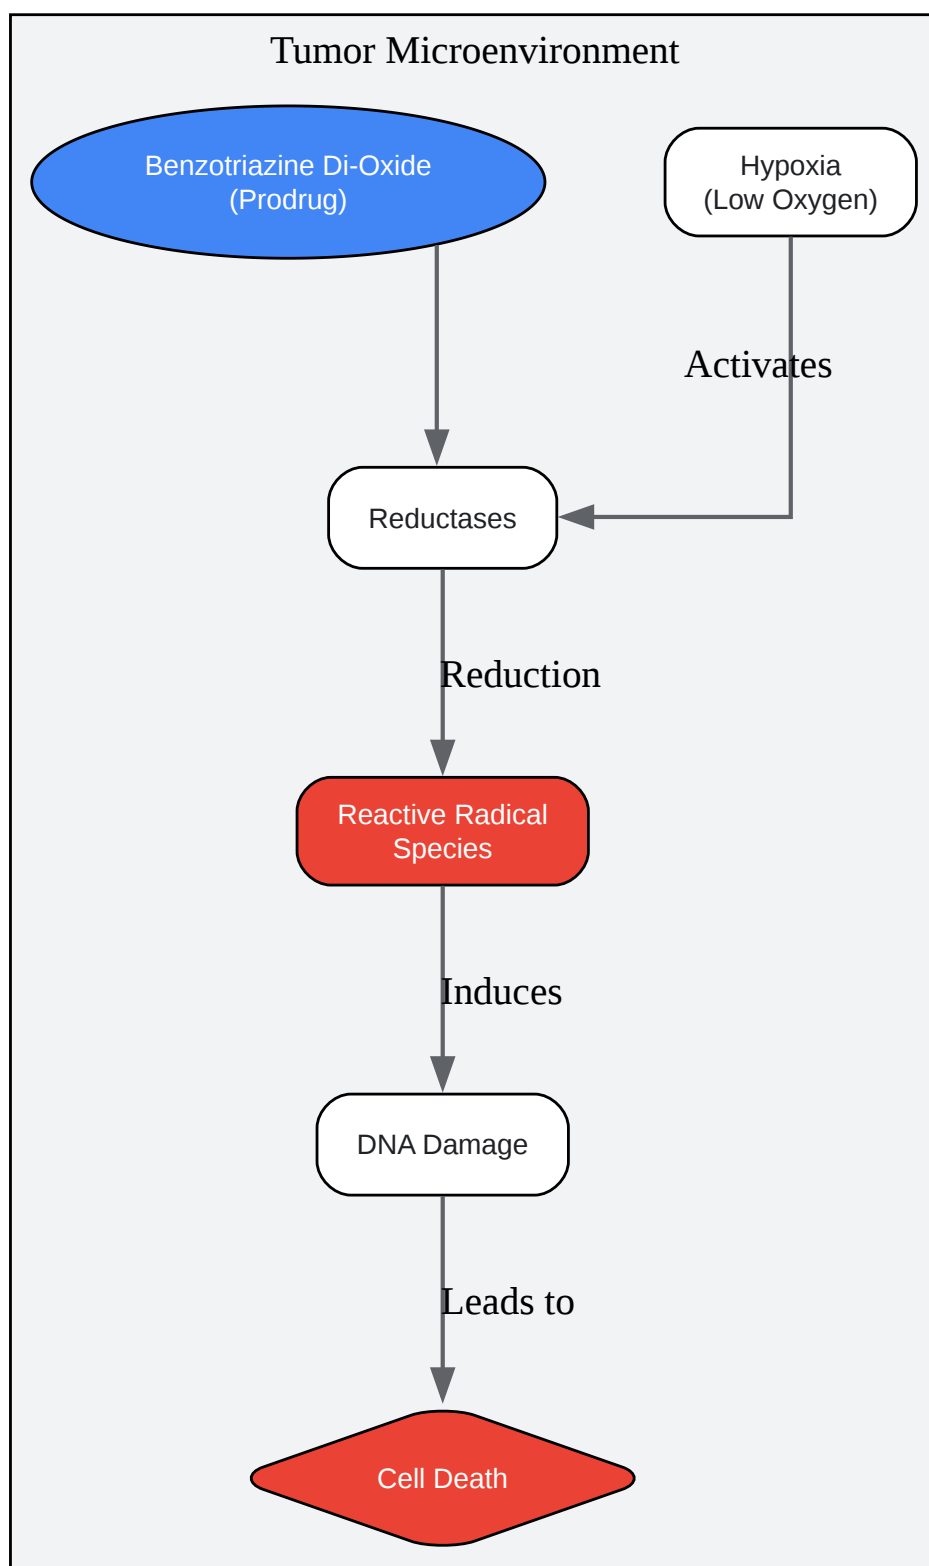 Tumor Microenvironment
Benzotriazine Di-Oxide
(Prodrug)
Hypoxia
(Low Oxygen)
Activates
Reductases
Reduction
Reactive Radical
Species
Induces
DNA Damage
Leads to
Cell Death